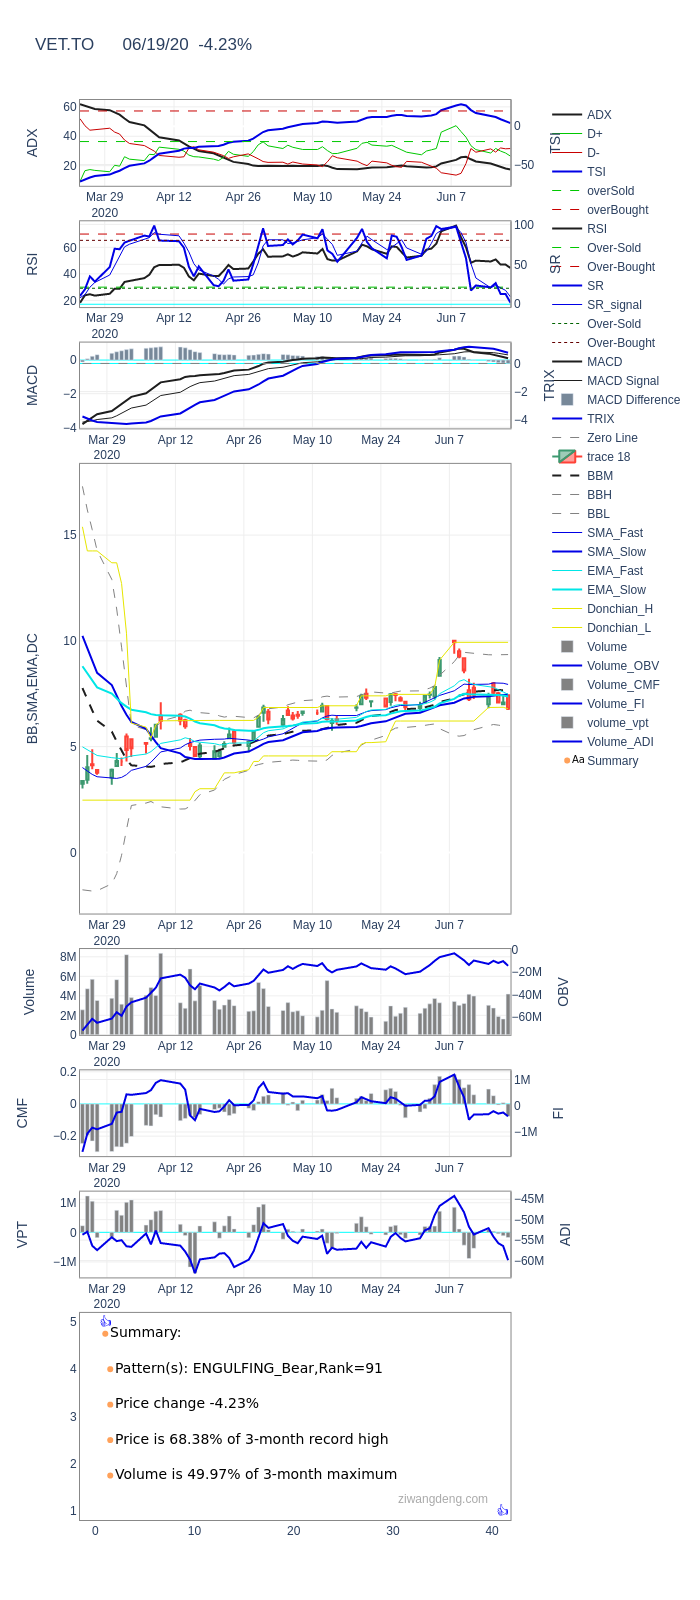 VET.TO 06/19/20 -4.23%
60
40
20
ADX
0
−50
TSI
Mar 29 Apr 12 Apr 26 May 10 May 24 Jun 7
2020
60
40
20
RSI
100
50
0
SR
Mar 29 Apr 12 Apr 26 May 10 May 24 Jun 7
2020
0
−2
−4
MACD
0
−2
−4
TRIX
Mar 29 Apr 12 Apr 26 May 10 May 24 Jun 7
2020
15
10
5
0
BB,SMA,EMA,DC
Mar 29 Apr 12 Apr 26 May 10 May 24 Jun 7
2020
8M
6M
4M
2M
0
Volume
0
−20M
−40M
−60M
OBV
Mar 29 Apr 12 Apr 26 May 10 May 24 Jun 7
2020
0.2
0
−0.2
CMF
1M
0
−1M
FI
Mar 29 Apr 12 Apr 26 May 10 May 24 Jun 7
2020
1M
0
−1M
VPT
−45M
−50M
−55M
−60M
ADI
Mar 29 Apr 12 Apr 26 May 10 May 24 Jun 7
2020
5
4
3
2
1
👍
Summary:
Pattern(s): ENGULFING_Bear,Rank=91
Price change -4.23%
Price is 68.38% of 3-month record high
Volume is 49.97% of 3-month maximum
ziwangdeng.com
👍
0 10 20 30 40
ADX
D+
D-
TSI
overSold
overBought
RSI
Over-Sold
Over-Bought
SR
SR_signal
Over-Sold
Over-Bought
MACD
MACD Signal
MACD Difference
TRIX
Zero Line
trace 18
BBM
BBH
BBL
SMA_Fast
SMA_Slow
EMA_Fast
EMA_Slow
Donchian_H
Donchian_L
Volume
Volume_OBV
Volume_CMF
Volume_FI
volume_vpt
Volume_ADI
Aa Summary